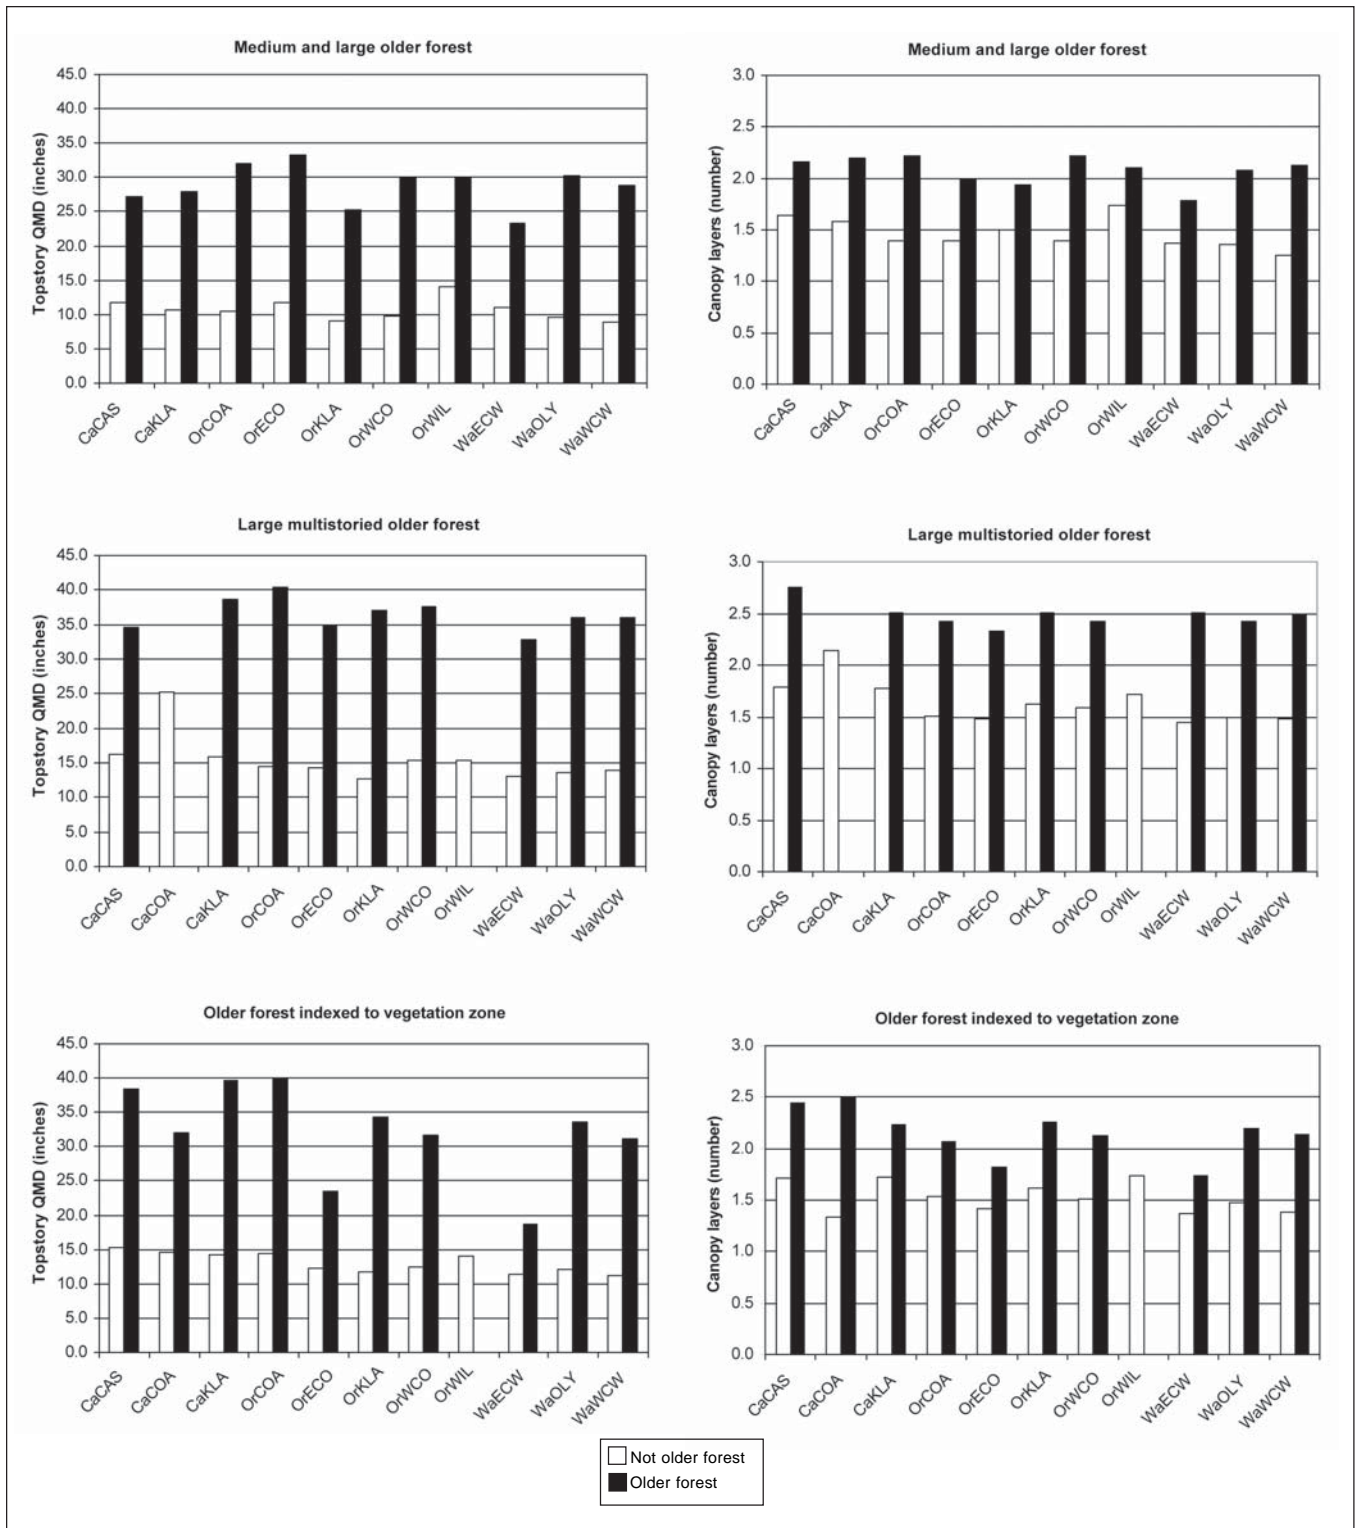 Medium and large older forest
Topstory QMD (inches)
45.0
40.0
35.0
30.0
25.0
20.0
15.0
10.0
5.0
0.0
CaCAS
CaKLA
OrCOA
OrECO
OrKLA
OrWCO
OrWIL
WaECW
WaOLY
WaWCW
Medium and large older forest
Canopy layers (number)
3.0
2.5
2.0
1.5
1.0
0.5
0.0
CaCAS
CaKLA
OrCOA
OrECO
OrKLA
OrWCO
OrWIL
WaECW
WaOLY
WaWCW
Large multistoried older forest
Topstory QMD (inches)
45.0
40.0
35.0
30.0
25.0
20.0
15.0
10.0
5.0
0.0
CaCAS
CaCOA
CaKLA
OrCOA
OrECO
OrKLA
OrWCO
OrWIL
WaECW
WaOLY
WaWCW
Large multistoried older forest
Canopy layers (number)
3.0
2.5
2.0
1.5
1.0
0.5
0.0
CaCAS
CaCOA
CaKLA
OrCOA
OrECO
OrKLA
OrWCO
OrWIL
WaECW
WaOLY
WaWCW
Older forest indexed to vegetation zone
Topstory QMD (inches)
45.0
40.0
35.0
30.0
25.0
20.0
15.0
10.0
5.0
0.0
CaCAS
CaCOA
CaKLA
OrCOA
OrECO
OrKLA
OrWCO
OrWIL
WaECW
WaOLY
WaWCW
Older forest indexed to vegetation zone
Canopy layers (number)
3.0
2.5
2.0
1.5
1.0
0.5
0.0
CaCAS
CaCOA
CaKLA
OrCOA
OrECO
OrKLA
OrWCO
OrWIL
WaECW
WaOLY
WaWCW
Not older forest
Older forest